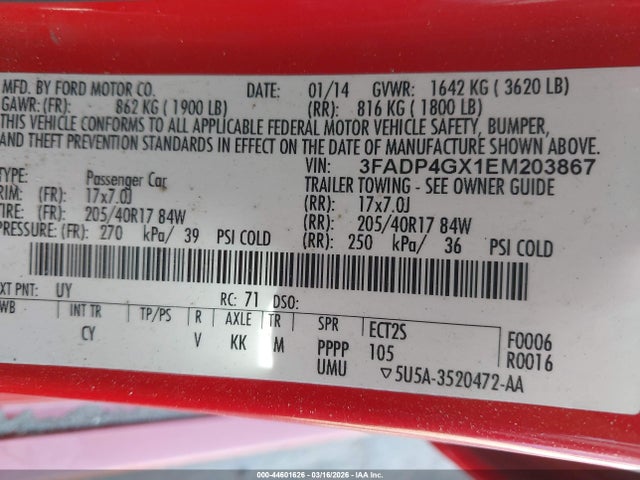 MFD. BY FORD MOTOR CO. DATE: 01/14 GVWR: 1642 KG ( 3620 LB)
GAWR: (FR): 862 KG ( 1900 LB) (RR): 816 KG ( 1800 LB)
THIS VEHICLE CONFORMS TO ALL APPLICABLE FEDERAL MOTOR VEHICLE SAFETY, BUMPER,
AND THEFT PREVENTION STANDARDS IN EFFECT ON THE DATE OF MANUFACTURE SHOWN ABOVE.
VIN: 3FADP4GX1EM203867
TYPE: Passenger Car TRAILER TOWING - SEE OWNER GUIDE
RIM: (FR): 17x7.0J (RR): 17x7.0J
TIRE: (FR): 205/40R17 84W (RR): 205/40R17 84W
PRESSURE: (FR): 270 kPa/ 39 PSI COLD (RR): 250 kPa/ 36 PSI COLD
XT PNT: UY RC: 71 DSO:
WB INT TR TP/PS R AXLE TR SPR ECT2S F0006
CY V KK M PPPP 105 R0016
UMU ▽5U5A-3520472-AA
000-44601626 - 03/16/2026 - IAA, Inc.